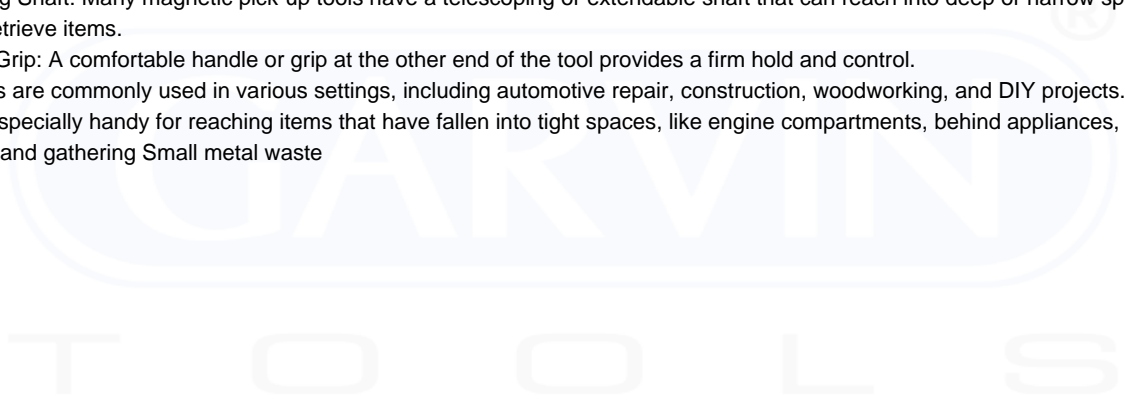 g Shaft: Many magnetic pick-up tools have a telescoping or extendable shaft that can reach into deep or narrow sp
etrieve items.
Grip: A comfortable handle or grip at the other end of the tool provides a firm hold and control.
s are commonly used in various settings, including automotive repair, construction, woodworking, and DIY projects.
specially handy for reaching items that have fallen into tight spaces, like engine compartments, behind appliances,
and gathering Small metal waste
GARVIN
®
TOOLS